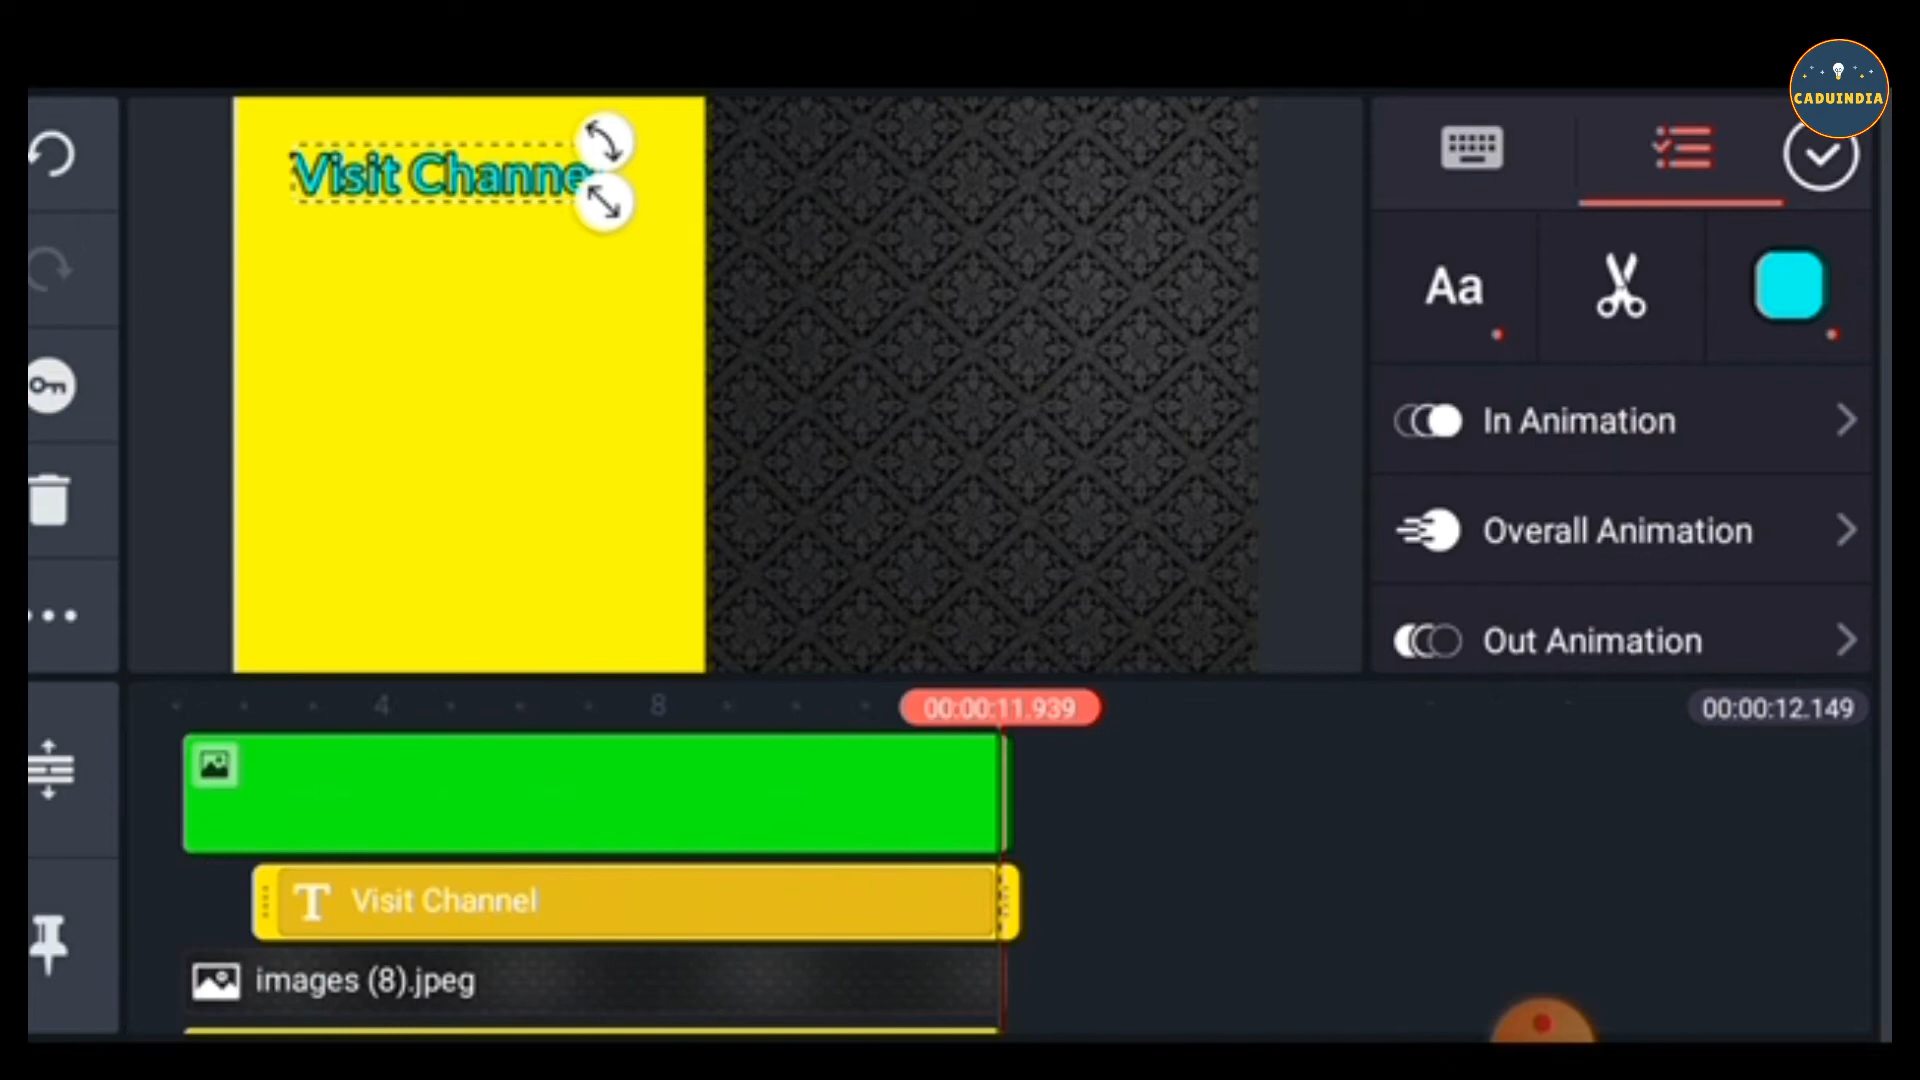 CADUINDIA
Visit Channe
Aa
In Animation
Overall Animation
Out Animation
4
8
00:00:11.939
00:00:12.149
T Visit Channel
images (8).jpeg